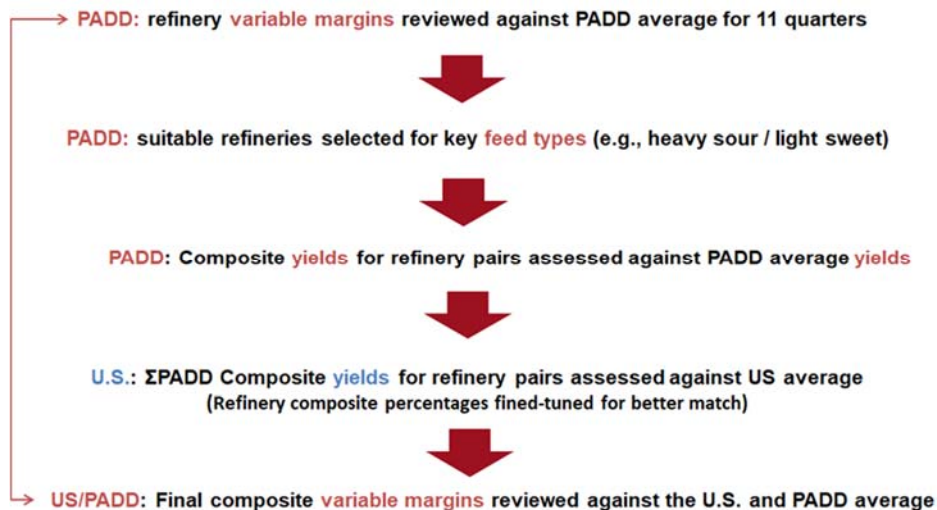 PADD: refinery variable margins reviewed against PADD average for 11 quarters
PADD: suitable refineries selected for key feed types (e.g., heavy sour / light sweet)
PADD: Composite yields for refinery pairs assessed against PADD average yields
U.S.: ΣPADD Composite yields for refinery pairs assessed against US average
(Refinery composite percentages fined-tuned for better match)
US/PADD: Final composite variable margins reviewed against the U.S. and PADD average